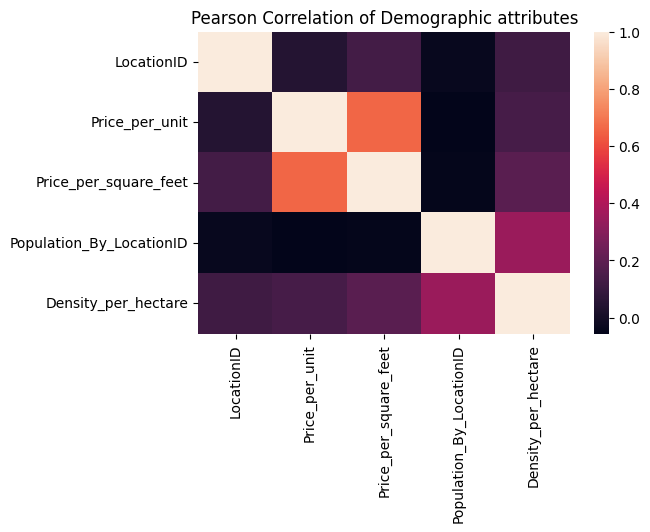 Pearson Correlation of Demographic attributes
LocationID
Price_per_unit
Price_per_square_feet
Population_By_LocationID
Density_per_hectare
1.0
0.8
0.6
0.4
0.2
0.0
LocationID
Price_per_unit
Price_per_square_feet
Population_By_LocationID
Density_per_hectare